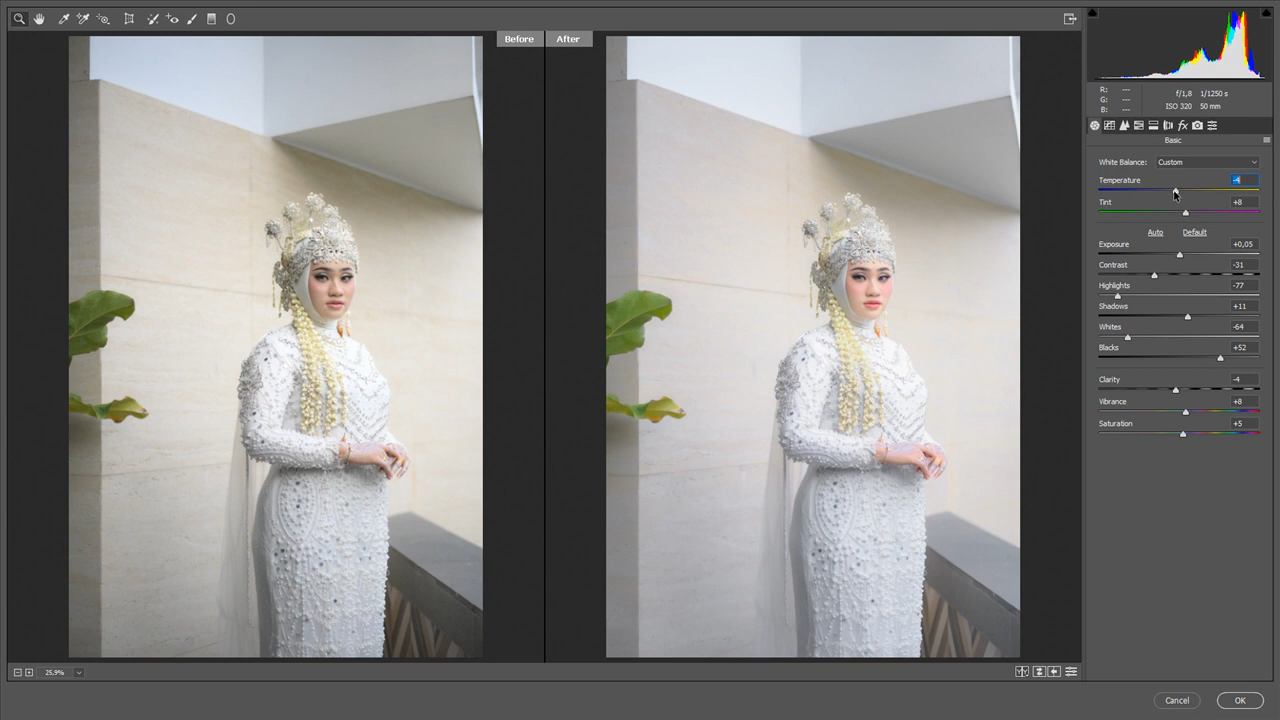 Before
After
R: ---
G: ---
B: ---
f/1,8 1/1250 s
ISO 320 50 mm
fx
Basic
White Balance: Custom
Temperature -4
Tint +8
Auto Default
Exposure +0,05
Contrast -31
Highlights -77
Shadows +11
Whites -64
Blacks +52
Clarity -4
Vibrance +8
Saturation +5
25,9%
Y Y
Cancel
OK